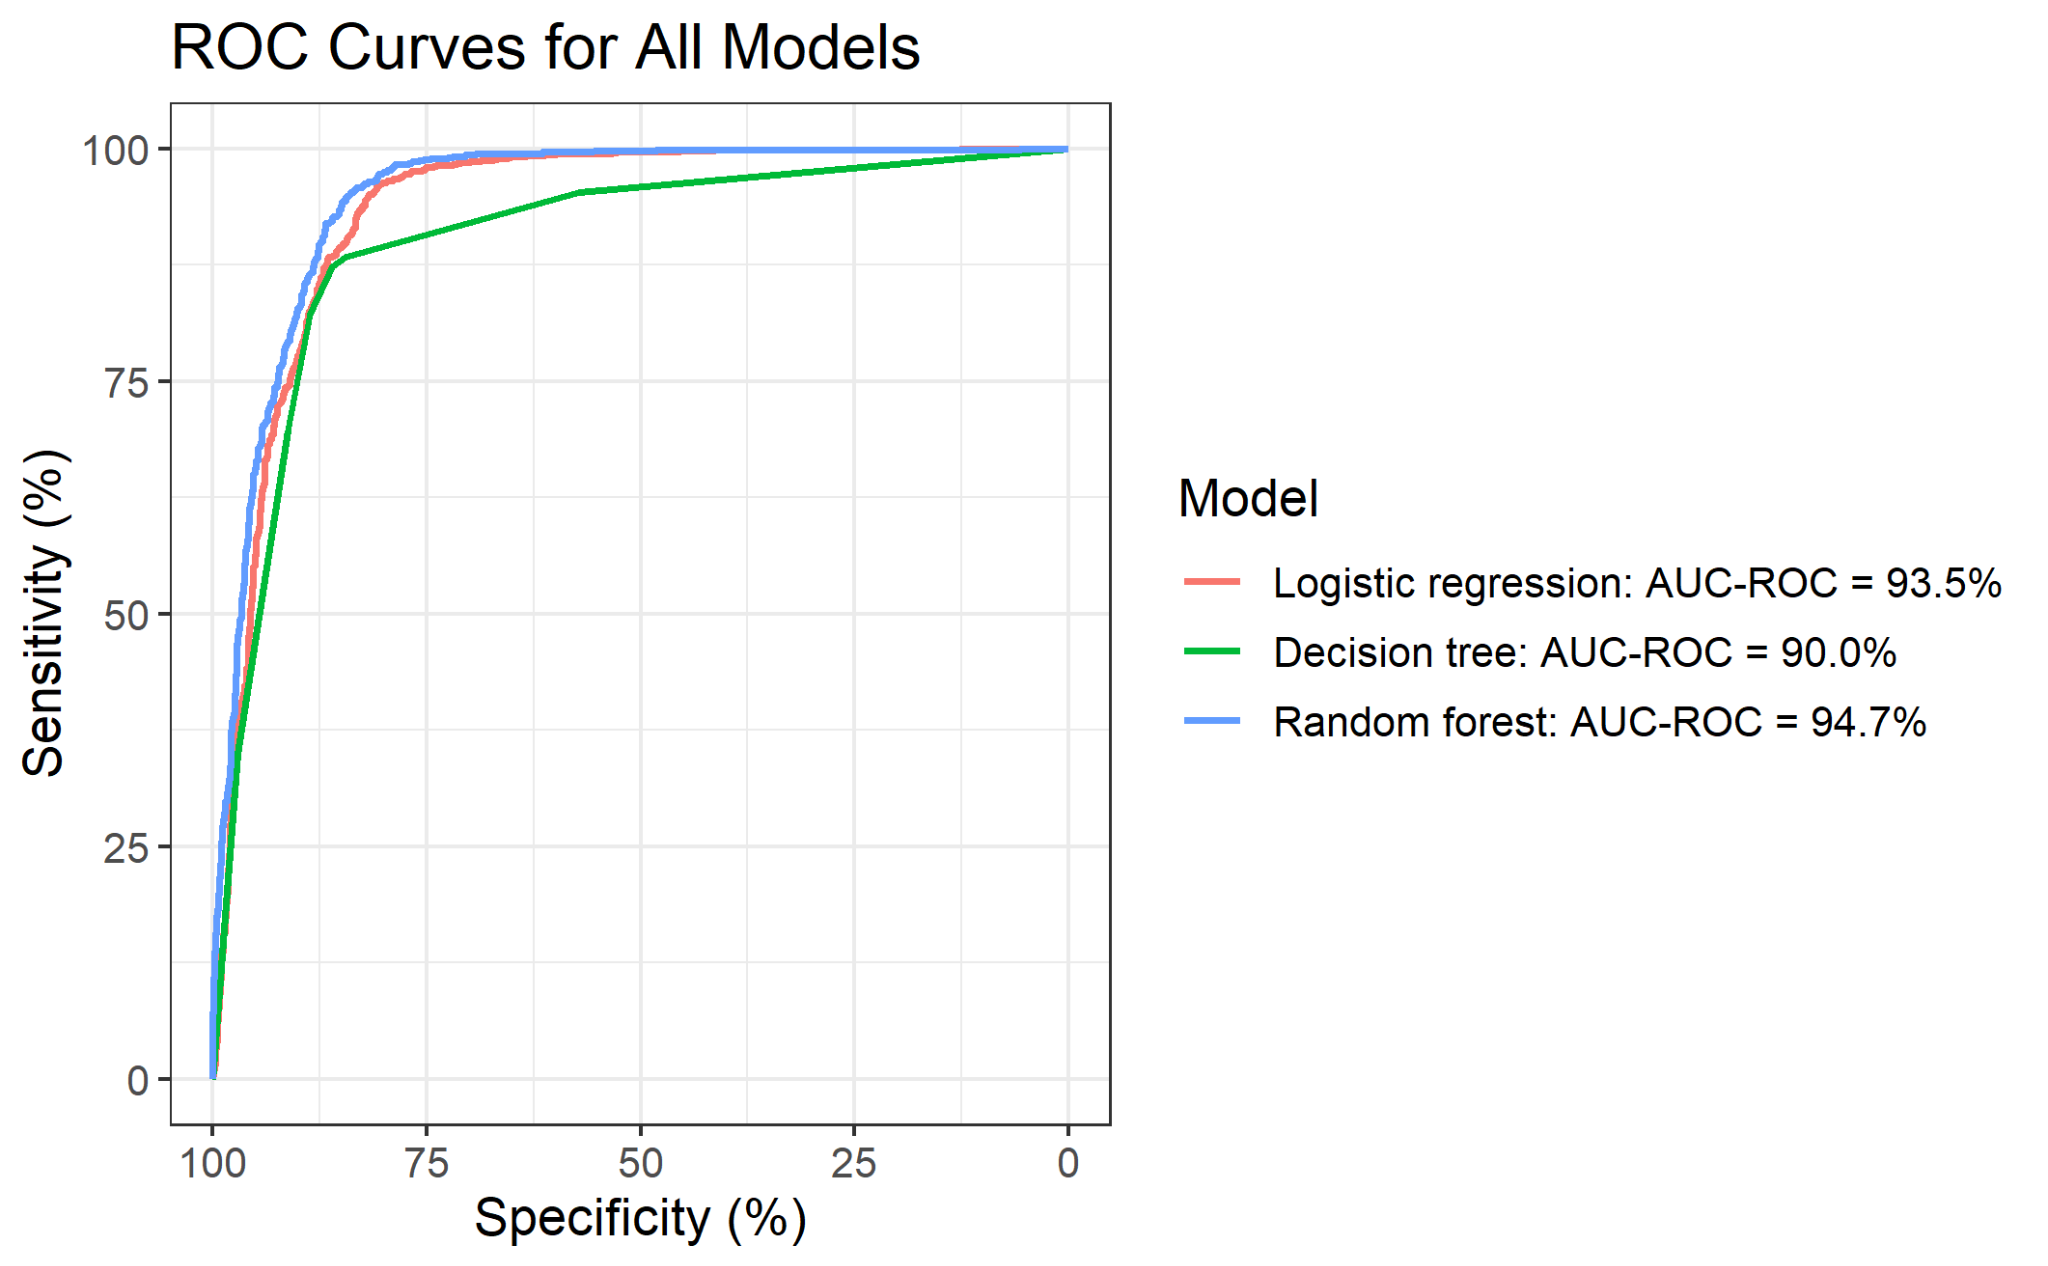 ROC Curves for All Models
100
75
50
25
0
Sensitivity (%)
100 75 50 25 0
Specificity (%)
Model
Logistic regression: AUC-ROC = 93.5%
Decision tree: AUC-ROC = 90.0%
Random forest: AUC-ROC = 94.7%